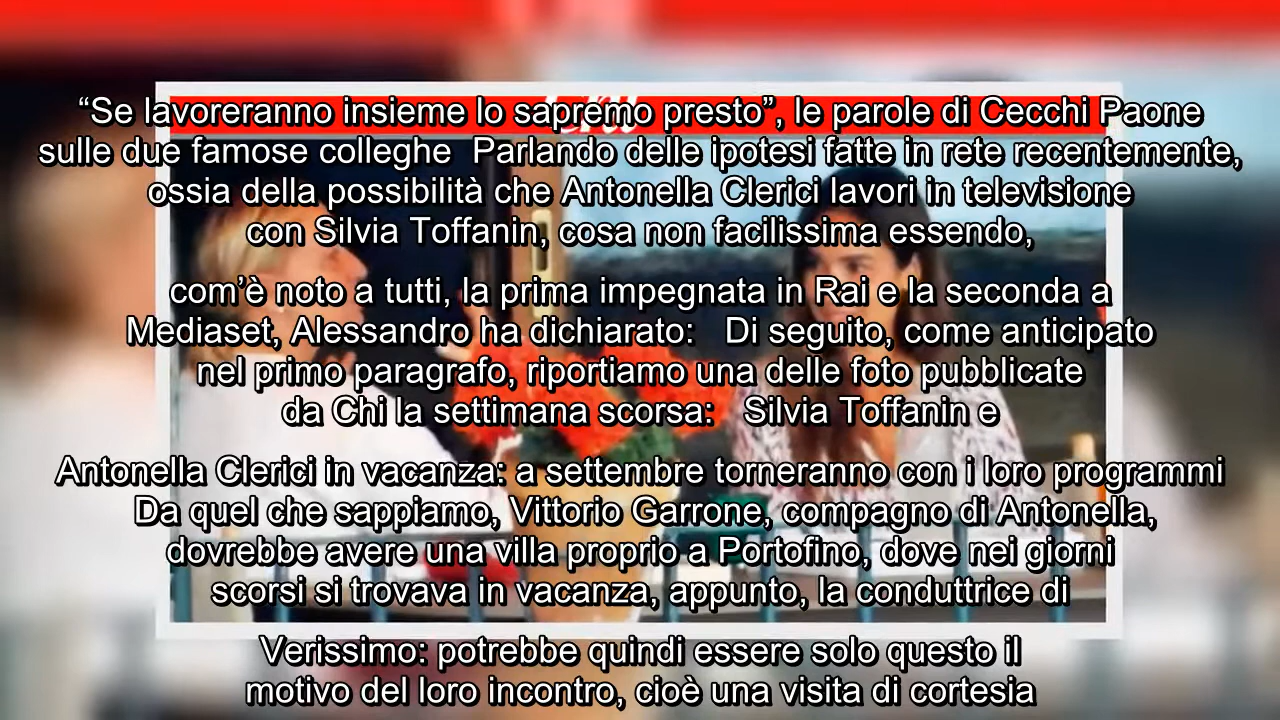 “Se lavoreranno insieme lo sapremo presto”, le parole di Cecchi Paone
sulle due famose colleghe  Parlando delle ipotesi fatte in rete recentemente,
ossia della possibilità che Antonella Clerici lavori in televisione
con Silvia Toffanin, cosa non facilissima essendo,
com’è noto a tutti, la prima impegnata in Rai e la seconda a
Mediaset, Alessandro ha dichiarato:   Di seguito, come anticipato
nel primo paragrafo, riportiamo una delle foto pubblicate
da Chi la settimana scorsa:   Silvia Toffanin e
Antonella Clerici in vacanza: a settembre torneranno con i loro programmi
Da quel che sappiamo, Vittorio Garrone, compagno di Antonella,
dovrebbe avere una villa proprio a Portofino, dove nei giorni
scorsi si trovava in vacanza, appunto, la conduttrice di
Verissimo: potrebbe quindi essere solo questo il
motivo del loro incontro, cioè una visita di cortesia